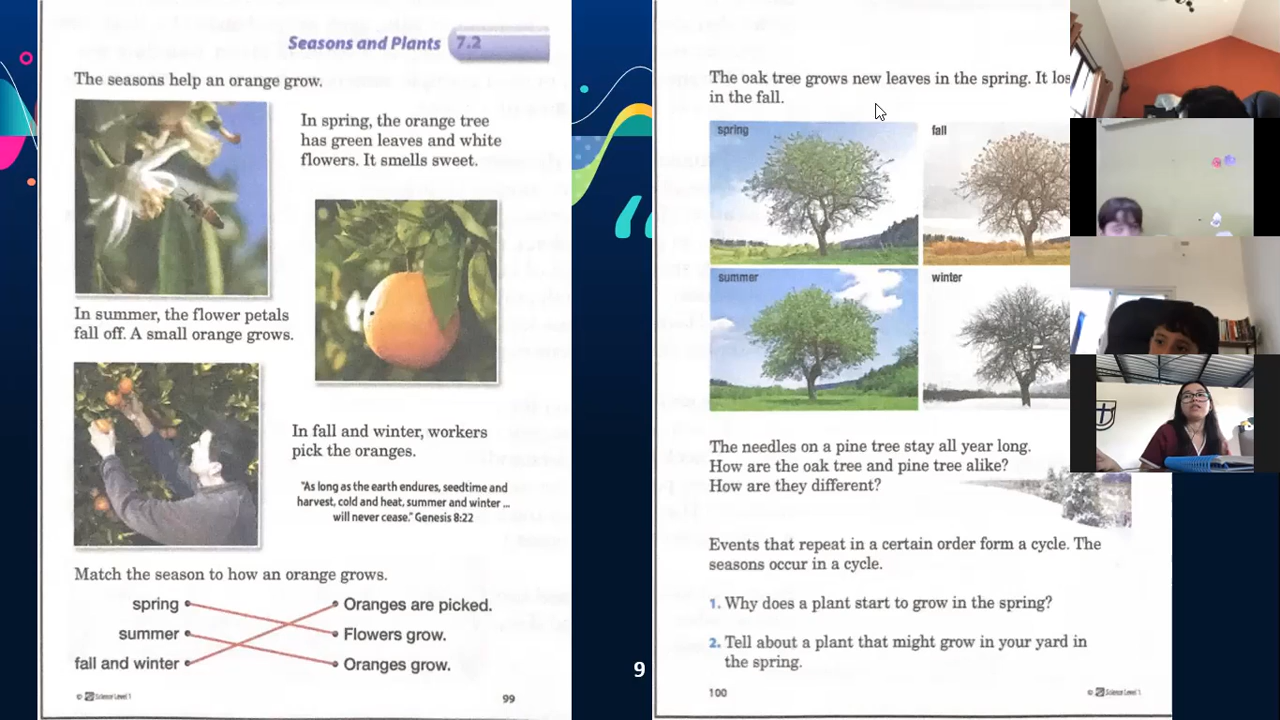 Seasons and Plants 7.2
The seasons help an orange grow.
In spring, the orange tree
has green leaves and white
flowers. It smells sweet.
In summer, the flower petals
fall off. A small orange grows.
In fall and winter, workers
pick the oranges.
"As long as the earth endures, seedtime and
harvest, cold and heat, summer and winter ...
will never cease." Genesis 8:22
Match the season to how an orange grows.
spring Oranges are picked.
summer Flowers grow.
fall and winter Oranges grow.
© Science Level 1
99
9
The oak tree grows new leaves in the spring. It los
in the fall.
spring
fall
summer
winter
The needles on a pine tree stay all year long.
How are the oak tree and pine tree alike?
How are they different?
Events that repeat in a certain order form a cycle. The
seasons occur in a cycle.
1. Why does a plant start to grow in the spring?
2. Tell about a plant that might grow in your yard in
the spring.
100
© Science Level 1